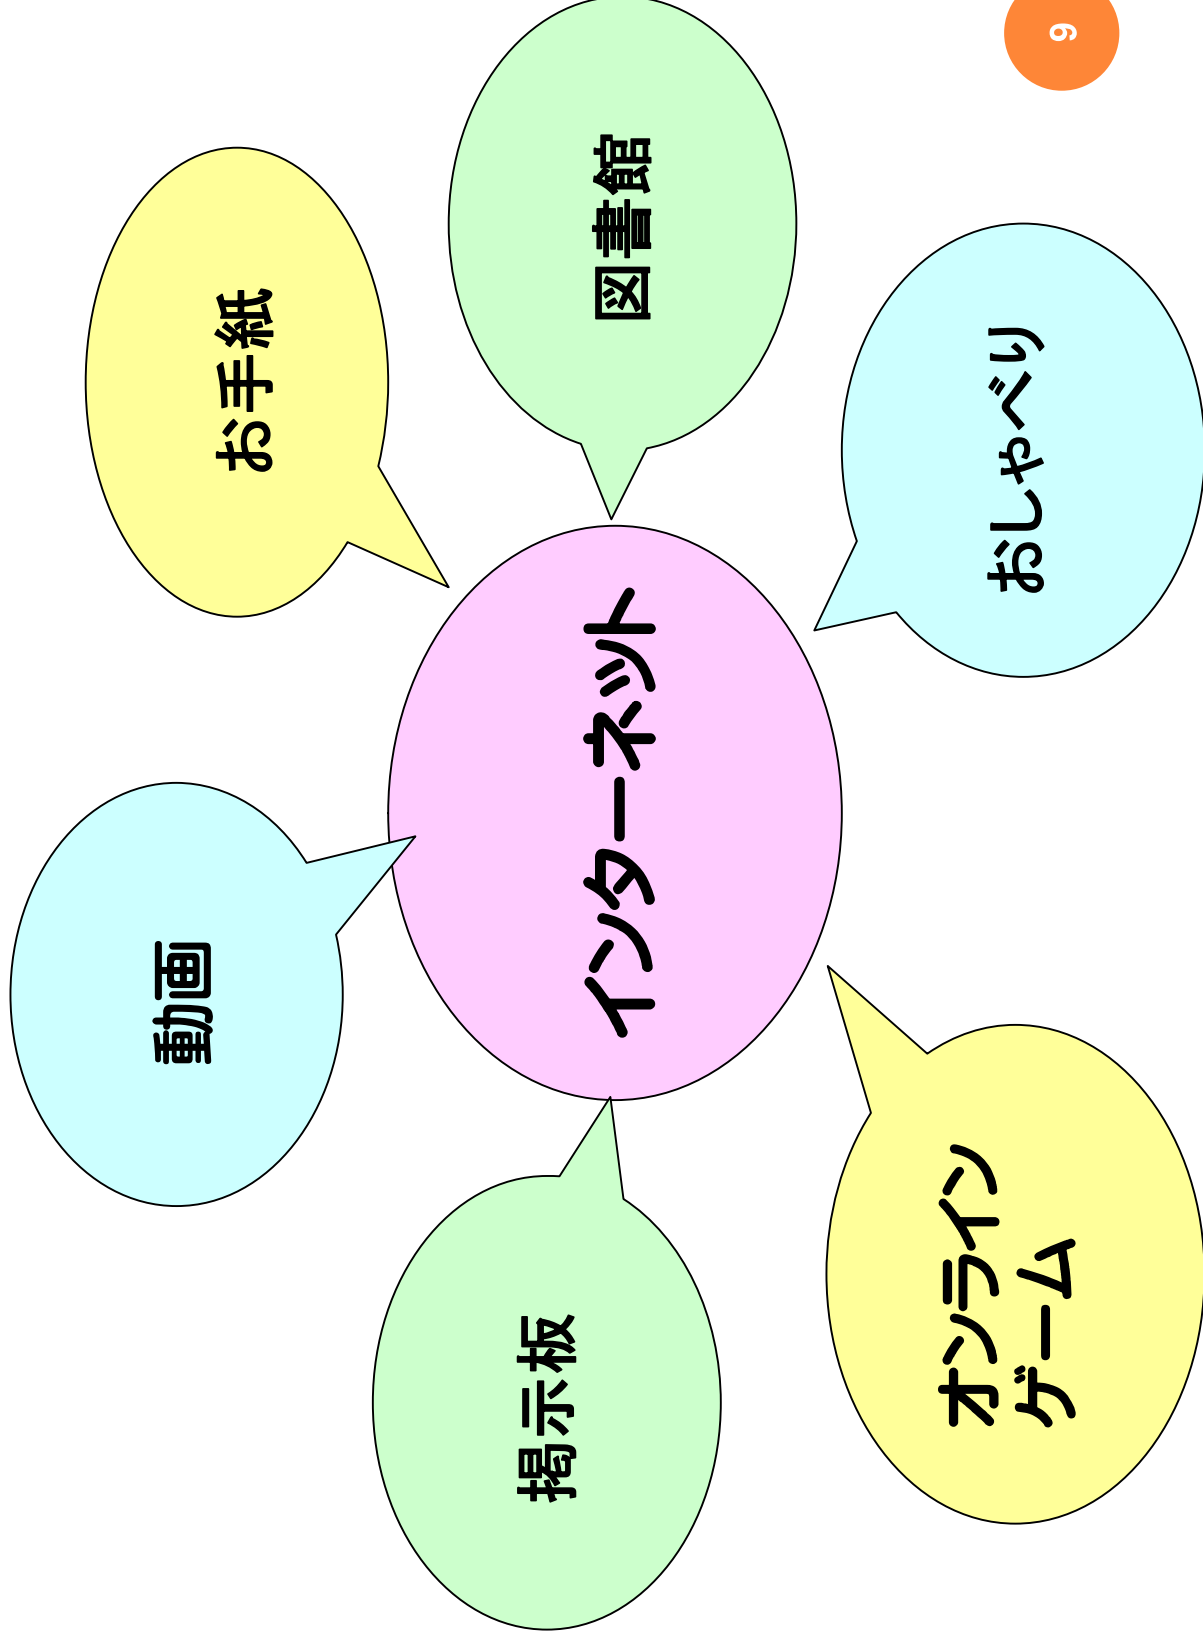 動画
お手紙
掲示板
インターネット
図書館
オンライン
ゲーム
おしゃべり
9